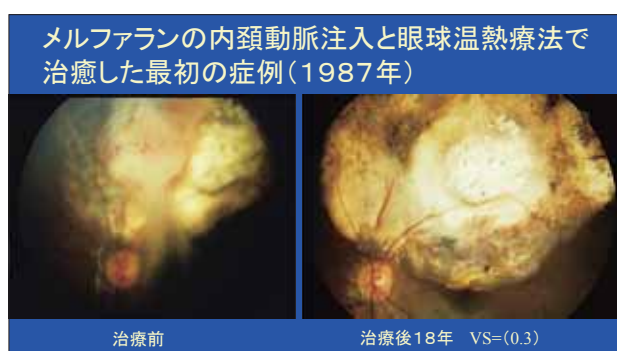 メルファランの内頚動脈注入と眼球温熱療法で
治癒した最初の症例（1987年）
治療前
治療後18年 VS=(0.3)